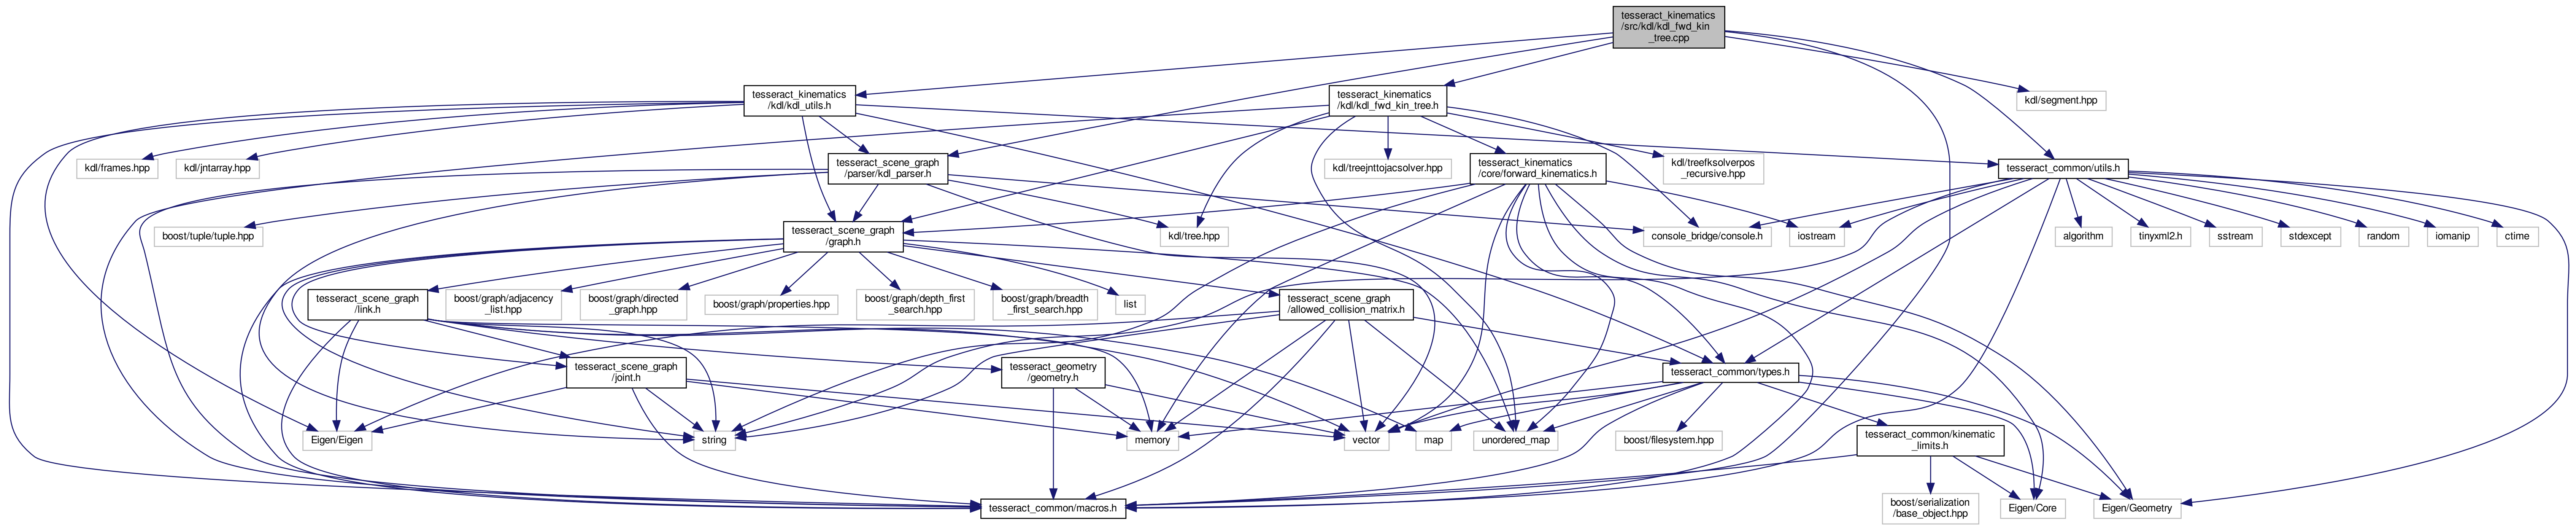 tesseract_kinematics
/src/kdl/kdl_fwd_kin
_tree.cpp
tesseract_kinematics
/kdl/kdl_utils.h
tesseract_kinematics
/kdl/kdl_fwd_kin_tree.h
kdl/segment.hpp
kdl/frames.hpp
kdl/jntarray.hpp
tesseract_scene_graph
/parser/kdl_parser.h
kdl/treejnttojacsolver.hpp
tesseract_kinematics
/core/forward_kinematics.h
kdl/treefksolverpos
_recursive.hpp
tesseract_common/utils.h
boost/tuple/tuple.hpp
tesseract_scene_graph
/graph.h
kdl/tree.hpp
console_bridge/console.h
iostream
algorithm
tinyxml2.h
sstream
stdexcept
random
iomanip
ctime
tesseract_scene_graph
/link.h
boost/graph/adjacency
_list.hpp
boost/graph/directed
_graph.hpp
boost/graph/properties.hpp
boost/graph/depth_first
_search.hpp
boost/graph/breadth
_first_search.hpp
list
tesseract_scene_graph
/allowed_collision_matrix.h
tesseract_scene_graph
/joint.h
tesseract_geometry
/geometry.h
tesseract_common/types.h
Eigen/Eigen
string
memory
vector
map
unordered_map
boost/filesystem.hpp
tesseract_common/kinematic
_limits.h
tesseract_common/macros.h
boost/serialization
/base_object.hpp
Eigen/Core
Eigen/Geometry